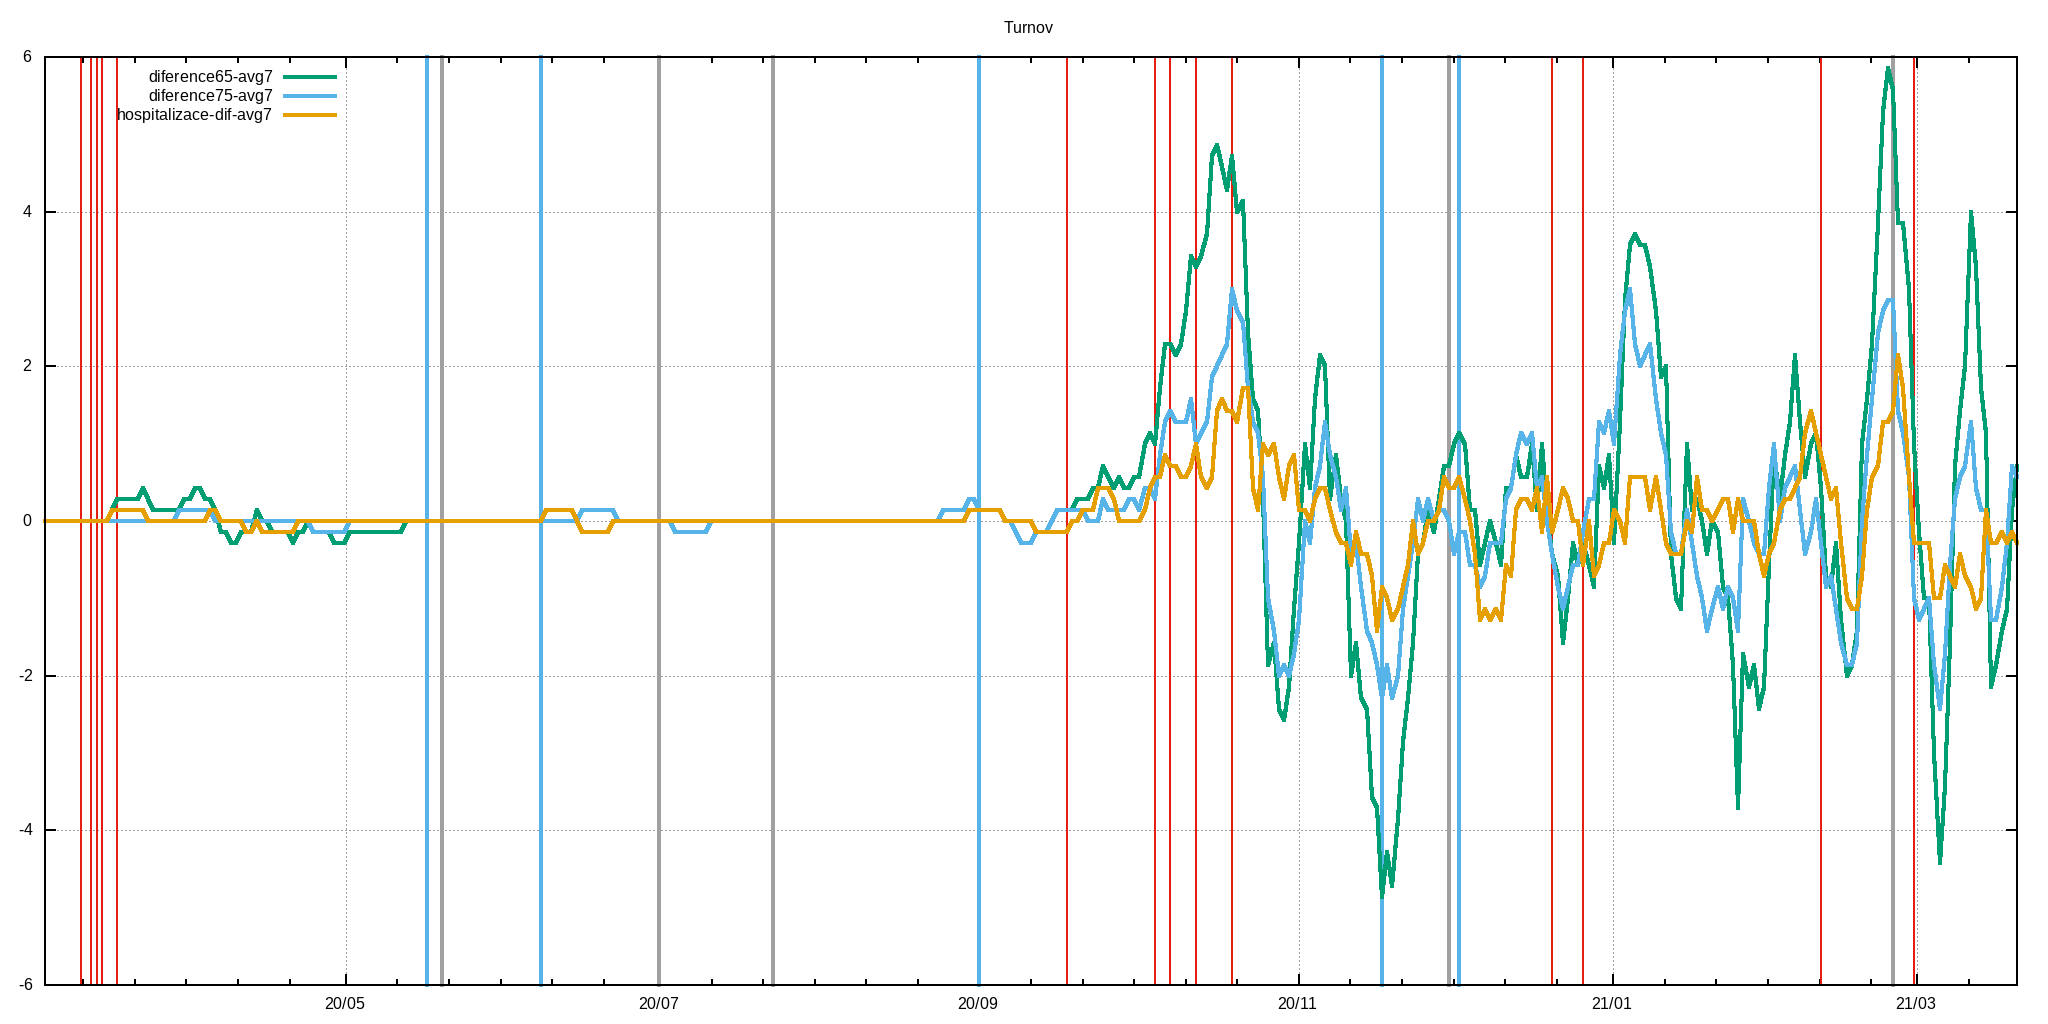 Turnov
6
4
2
0
-2
-4
-6
diference65-avg7
diference75-avg7
hospitalizace-dif-avg7
20/05 20/07 20/09 20/11 21/01 21/03